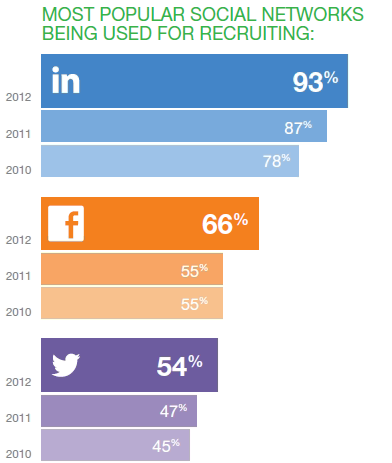 MOST POPULAR SOCIAL NETWORKS
BEING USED FOR RECRUITING:
in
2012 93%
2011 87%
2010 78%
f
2012 66%
2011 55%
2010 55%
2012 54%
2011 47%
2010 45%